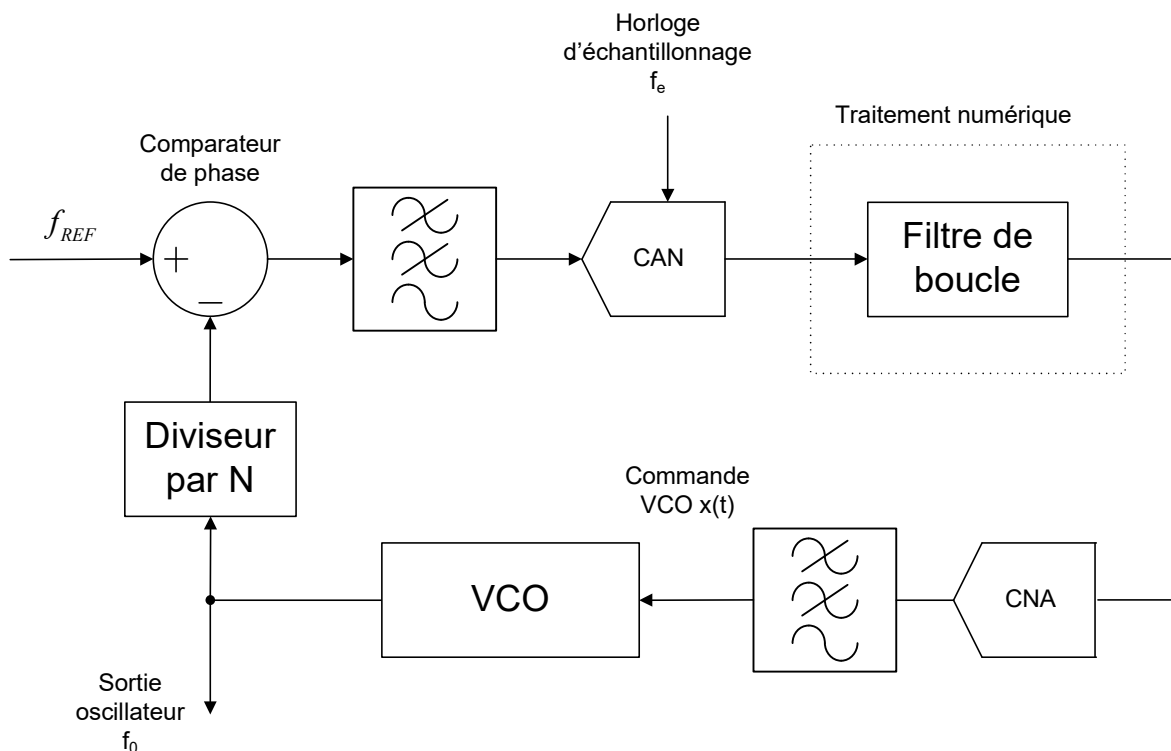 Horloge
d'échantillonnage
fe
Traitement numérique
Comparateur
de phase
fREF
+
CAN
Filtre de
boucle
−
Diviseur
par N
Commande
VCO x(t)
VCO
CNA
Sortie
oscillateur
f0